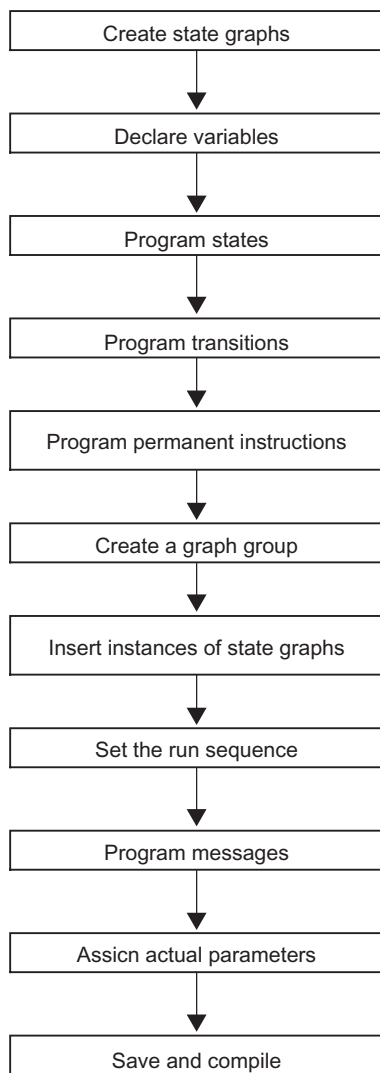 Create state graphs
Declare variables
Program states
Program transitions
Program permanent instructions
Create a graph group
Insert instances of state graphs
Set the run sequence
Program messages
Assicn actual parameters
Save and compile